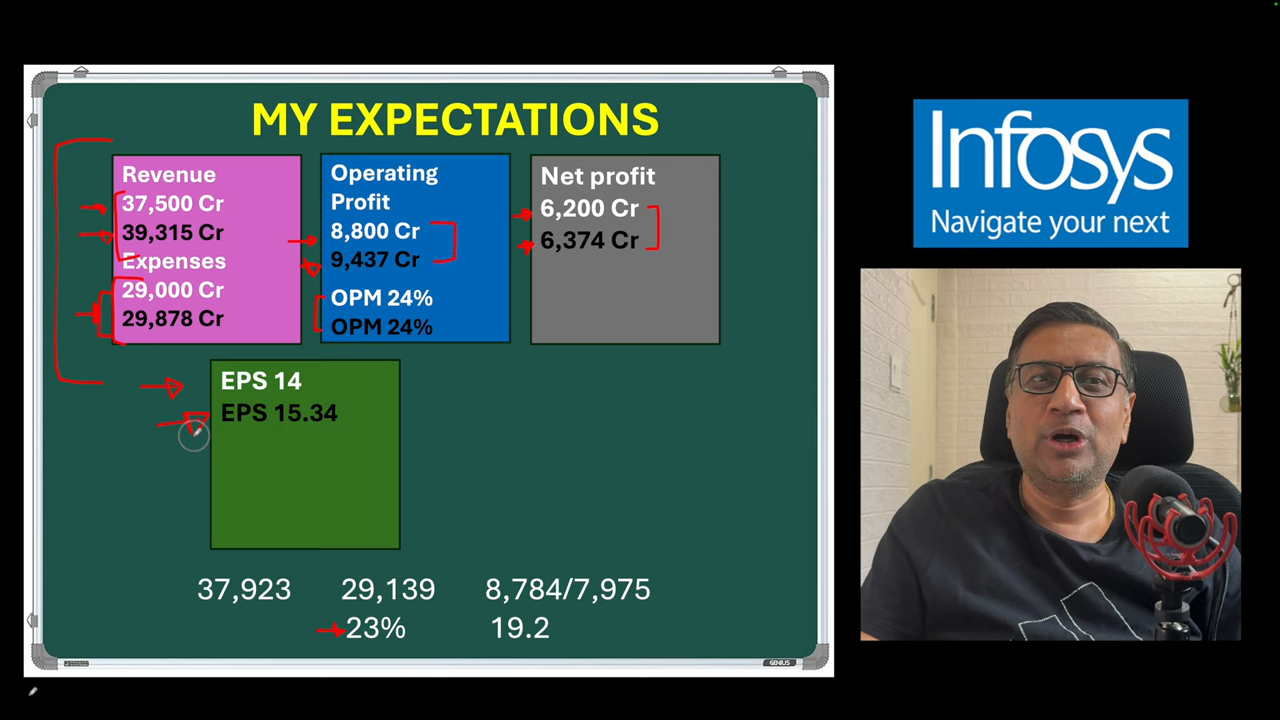 MY EXPECTATIONS
Revenue
37,500 Cr
39,315 Cr
Expenses
29,000 Cr
29,878 Cr
Operating
Profit
8,800 Cr
9,437 Cr
OPM 24%
OPM 24%
Net profit
6,200 Cr
6,374 Cr
EPS 14
EPS 15.34
37,923 29,139 8,784/7,975
23% 19.2
GENIUS
Infosys
Navigate your next